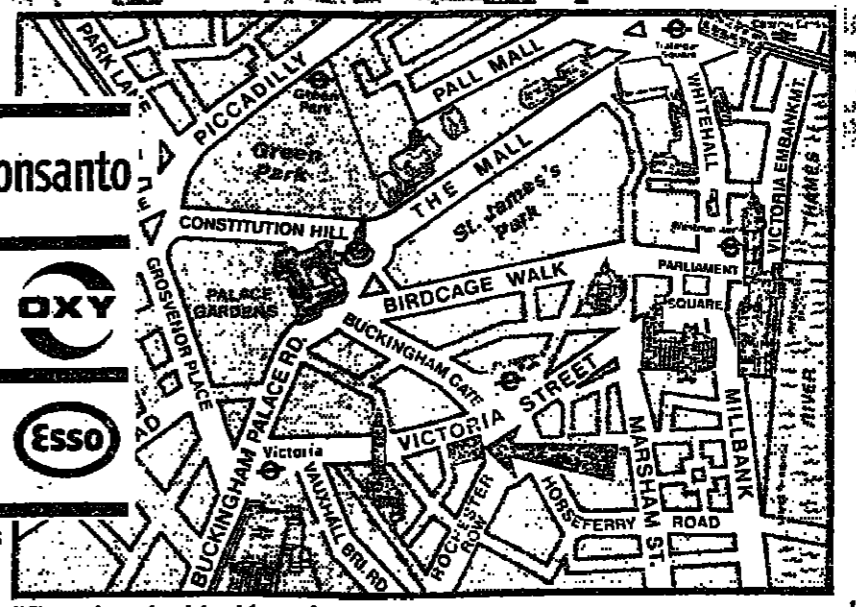 PARK LANE
PICCADILLY
Green
Park
PALL MALL
Green
Park
THE MALL
WHITEHALL
VICTORIA EMBANKMT.
THAMES
onsanto
St. James's
Park
CONSTITUTION HILL
PARLIAMENT
SQUARE
OXY
PALACE
GARDENS
BIRDCAGE WALK
GROSVENOR PLACE
BUCKINGHAM GATE
BUCKINGHAM PALACE RD.
VICTORIA STREET
RIVER
MILLBANK
Esso
Victoria
VAUXHALL BRI. RD
ROCHESTER
ROW
HORSEFERRY ROAD
MARSHAM ST.